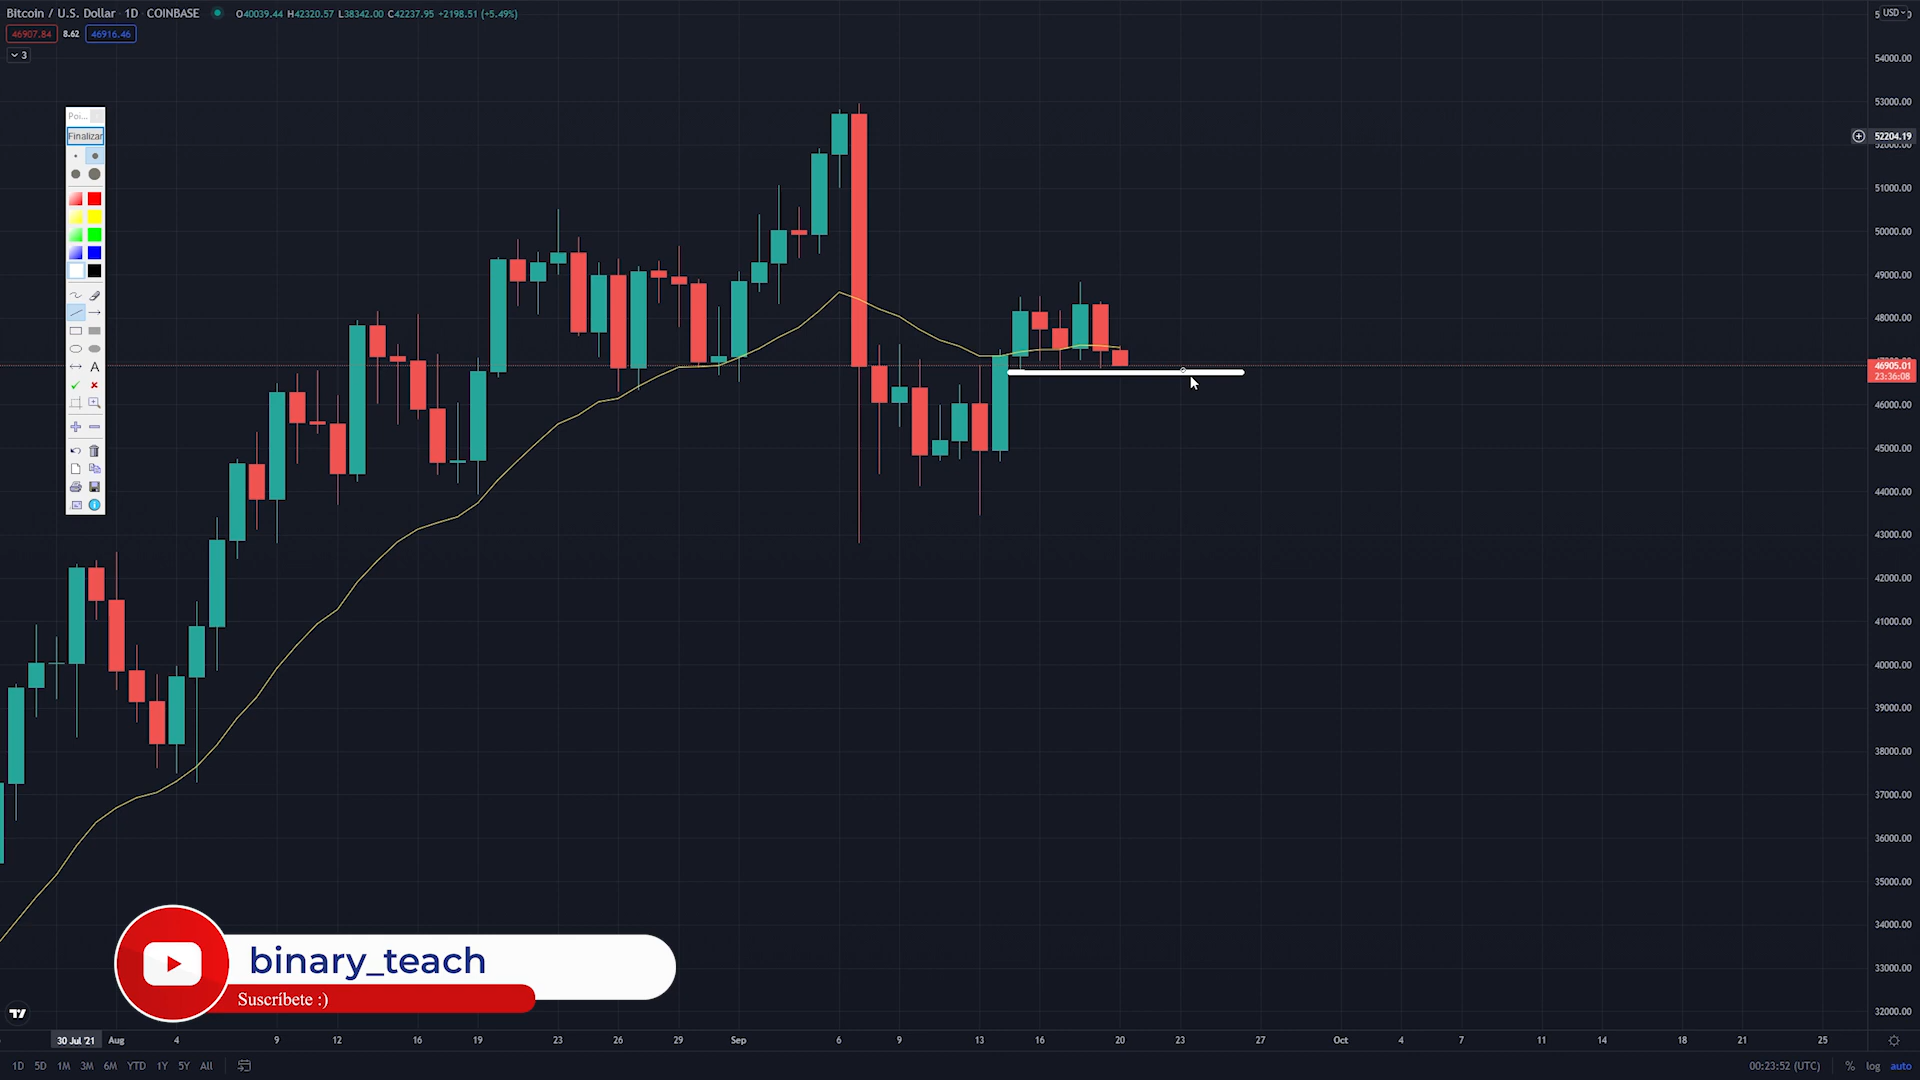 Bitcoin / U.S. Dollar 1D COINBASE O40039.44 H42320.57 L38342.00 C42237.95 +2198.51 (+5.49%)
USD
46907.84 8.62 46916.46
3
54000.00
53000.00
Poi...
Finalizar
52204.19
52000.00
51000.00
50000.00
49000.00
48000.00
46905.01
23:36:08
46000.00
A
45000.00
44000.00
43000.00
42000.00
41000.00
40000.00
39000.00
38000.00
37000.00
36000.00
35000.00
34000.00
33000.00
32000.00
binary_teach
Suscríbete :)
30 Jul '21 Aug 4 9 12 16 19 23 26 29 Sep 6 9 13 16 20 23 27 Oct 4 7 11 14 18 21 25
1D 5D 1M 3M 6M YTD 1Y 5Y All 00:23:52 (UTC) % log auto